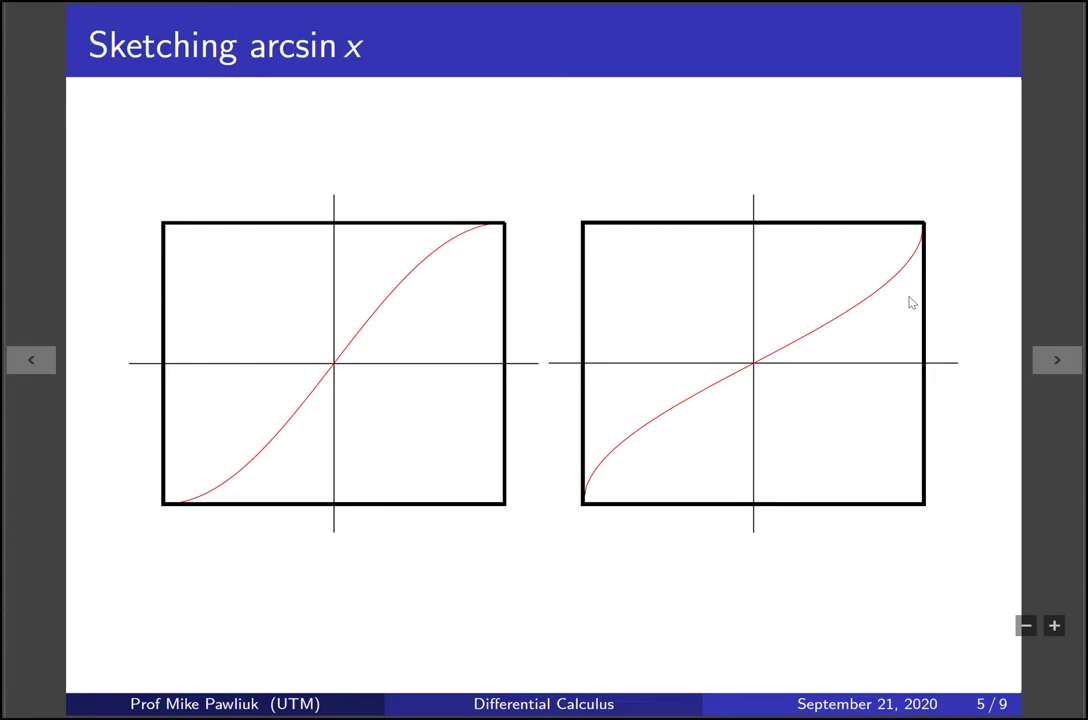 Sketching arcsin x
Prof Mike Pawliuk (UTM) Differential Calculus September 21, 2020 5 / 9